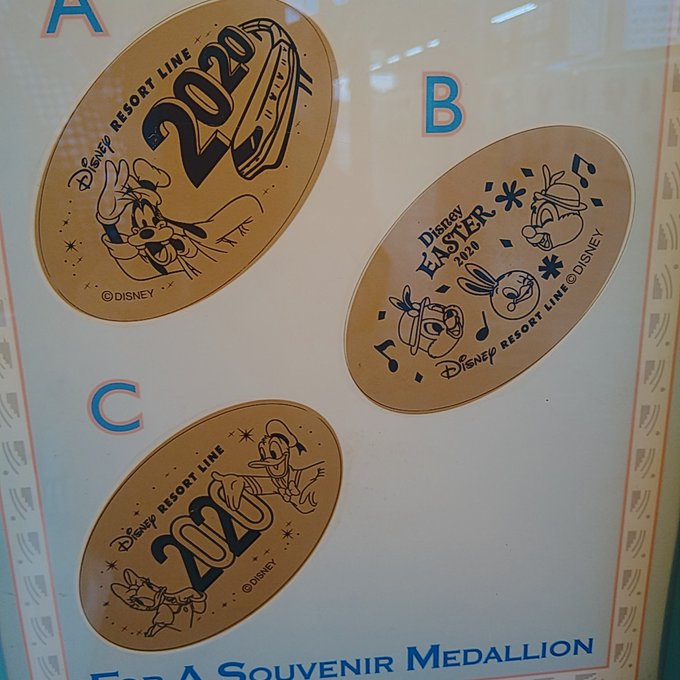 A
DISNEY RESORT LINE
2020
©DISNEY
B
Disney
EASTER
2020
DISNEY RESORT LINE ©DISNEY
C
DISNEY RESORT LINE
2020
©DISNEY
FOR A SOUVENIR MEDALLION